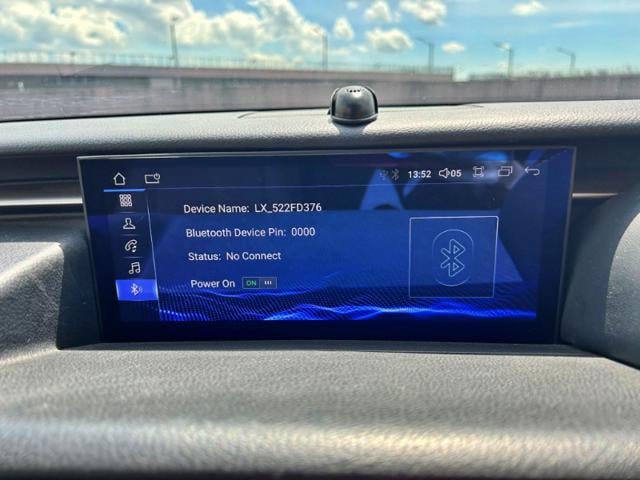 13:52 05
Device Name: LX_522FD376
Bluetooth Device Pin: 0000
Status: No Connect
Power On ON